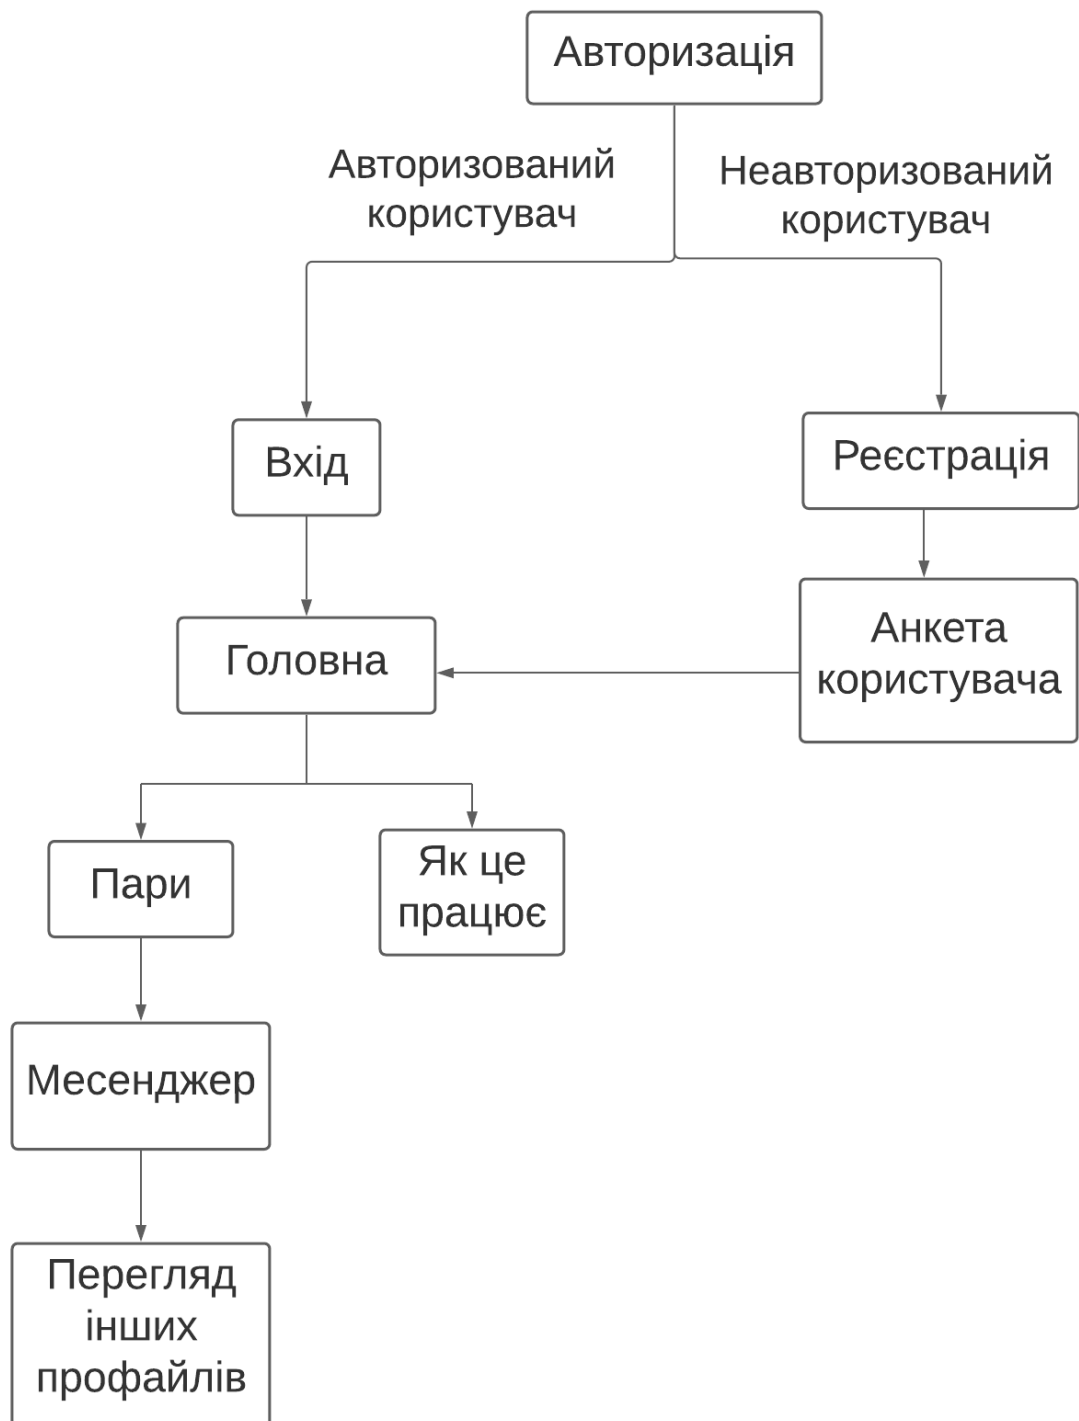 Авторизація
Авторизований
користувач
Неавторизований
користувач
Вхід
Реєстрація
Головна
Анкета
користувача
Пари
Як це
працює
Месенджер
Перегляд
інших
профайлів